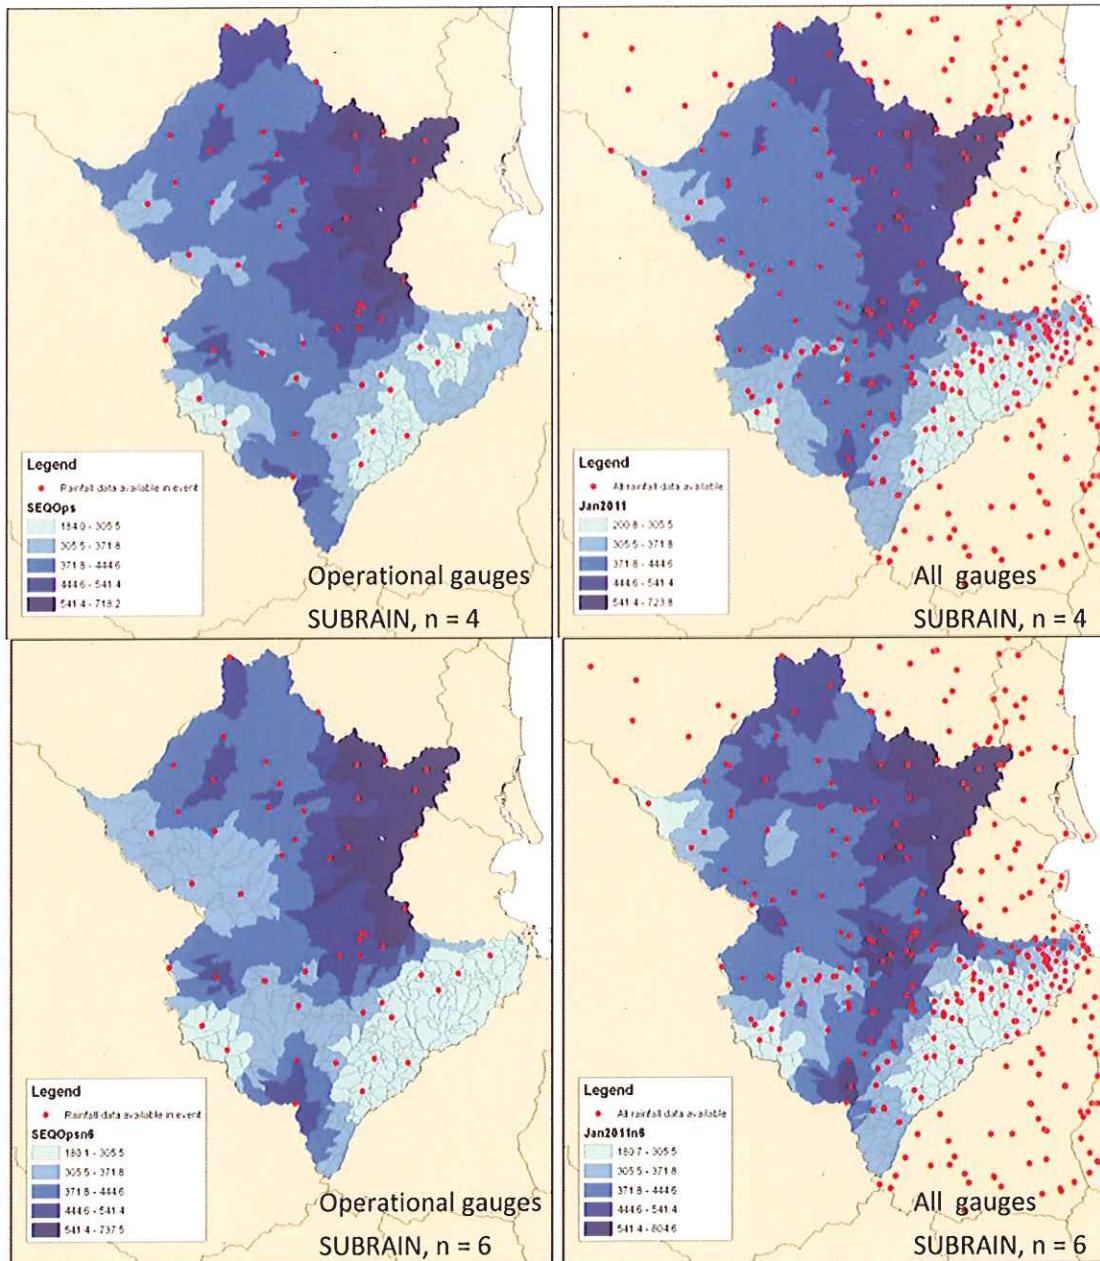 Legend
Rainfall data available in event
SEQOps
184.0 - 305.5
305.5 - 371.8
371.8 - 444.6
444.6 - 541.4
541.4 - 718.2
Operational gauges
SUBRAIN, n = 4
Legend
All rainfall data available
Jan2011
200.8 - 305.5
305.5 - 371.8
371.8 - 444.6
444.6 - 541.4
541.4 - 723.8
All gauges
SUBRAIN, n = 4
Legend
Rainfall data available in event
SEQOpsn6
180.1 - 305.5
305.5 - 371.8
371.8 - 444.6
444.6 - 541.4
541.4 - 737.5
Operational gauges
SUBRAIN, n = 6
Legend
All rainfall data available
Jan2011n6
180.7 - 305.5
305.5 - 371.8
371.8 - 444.6
444.6 - 541.4
541.4 - 804.6
All gauges
SUBRAIN, n = 6